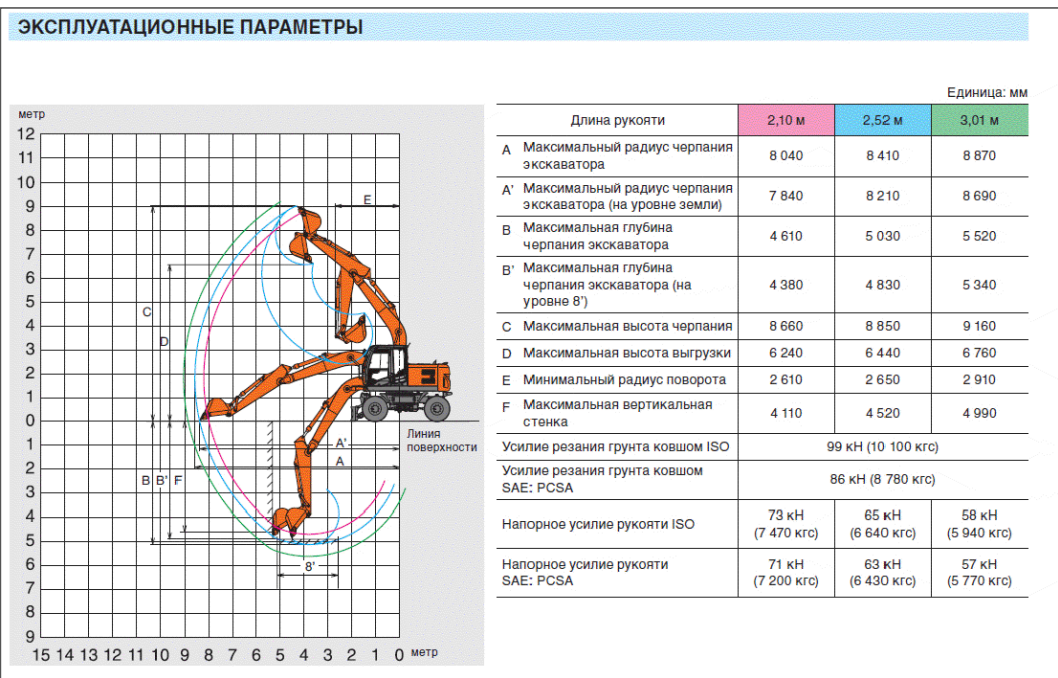 ЭКСПЛУАТАЦИОННЫЕ ПАРАМЕТРЫ
Единица: мм
метр
12
11
10
9
8
7
6
5
4
3
2
1
0
1
2
3
4
5
6
7
8
9
15 14 13 12 11 10 9 8 7 6 5 4 3 2 1 0 метр
E
C
D
A'
A
B B' F
8'
Линия
поверхности
Длина рукояти 2,10 м 2,52 м 3,01 м
A Максимальный радиус черпания
экскаватора 8 040 8 410 8 870
A' Максимальный радиус черпания
экскаватора (на уровне земли) 7 840 8 210 8 690
B Максимальная глубина
черпания экскаватора 4 610 5 030 5 520
B' Максимальная глубина
черпания экскаватора (на
уровне 8') 4 380 4 830 5 340
C Максимальная высота черпания 8 660 8 850 9 160
D Максимальная высота выгрузки 6 240 6 440 6 760
E Минимальный радиус поворота 2 610 2 650 2 910
F Максимальная вертикальная
стенка 4 110 4 520 4 990
Усилие резания грунта ковшом ISO 99 кН (10 100 кгс)
Усилие резания грунта ковшом
SAE: PCSA 86 кН (8 780 кгс)
Напорное усилие рукояти ISO 73 кН 65 кН 58 кН
(7 470 кгс) (6 640 кгс) (5 940 кгс)
Напорное усилие рукояти 71 кН 63 кН 57 кН
SAE: PCSA (7 200 кгс) (6 430 кгс) (5 770 кгс)